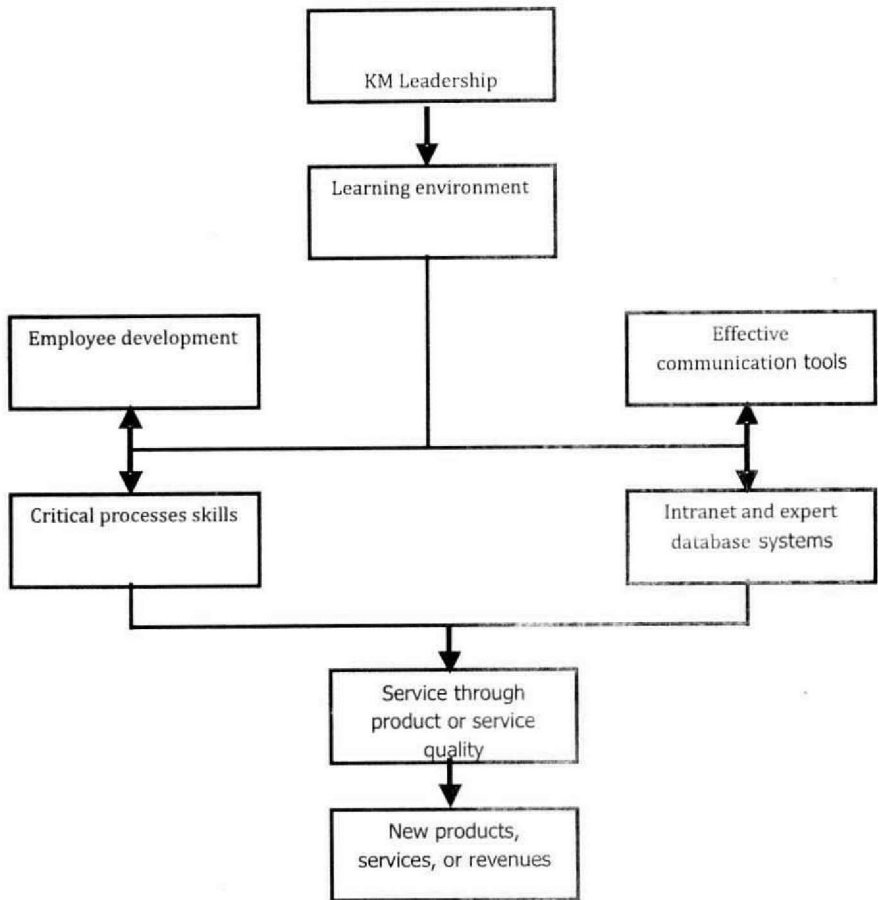 KM Leadership
Learning environment
Employee development
Effective
communication tools
Critical processes skills
Intranet and expert
database systems
Service through
product or service
quality
New products,
services, or revenues